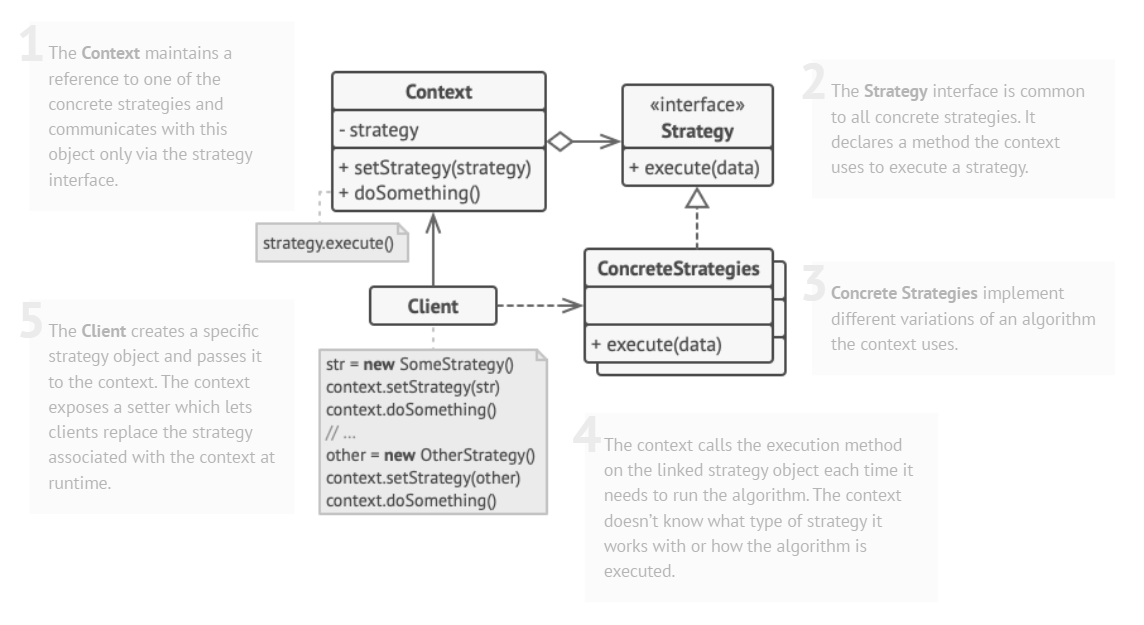 1
The Context maintains a
reference to one of the
concrete strategies and
communicates with this
object only via the strategy
interface.
Context
- strategy
+ setStrategy(strategy)
+ doSomething()
strategy.execute()
«interface»
Strategy
+ execute(data)
2
The Strategy interface is common
to all concrete strategies. It
declares a method the context
uses to execute a strategy.
ConcreteStrategies
+ execute(data)
3
Concrete Strategies implement
different variations of an algorithm
the context uses.
Client
str = new SomeStrategy()
context.setStrategy(str)
context.doSomething()
// ...
other = new OtherStrategy()
context.setStrategy(other)
context.doSomething()
4
The context calls the execution method
on the linked strategy object each time it
needs to run the algorithm. The context
doesn’t know what type of strategy it
works with or how the algorithm is
executed.
5
The Client creates a specific
strategy object and passes it
to the context. The context
exposes a setter which lets
clients replace the strategy
associated with the context at
runtime.